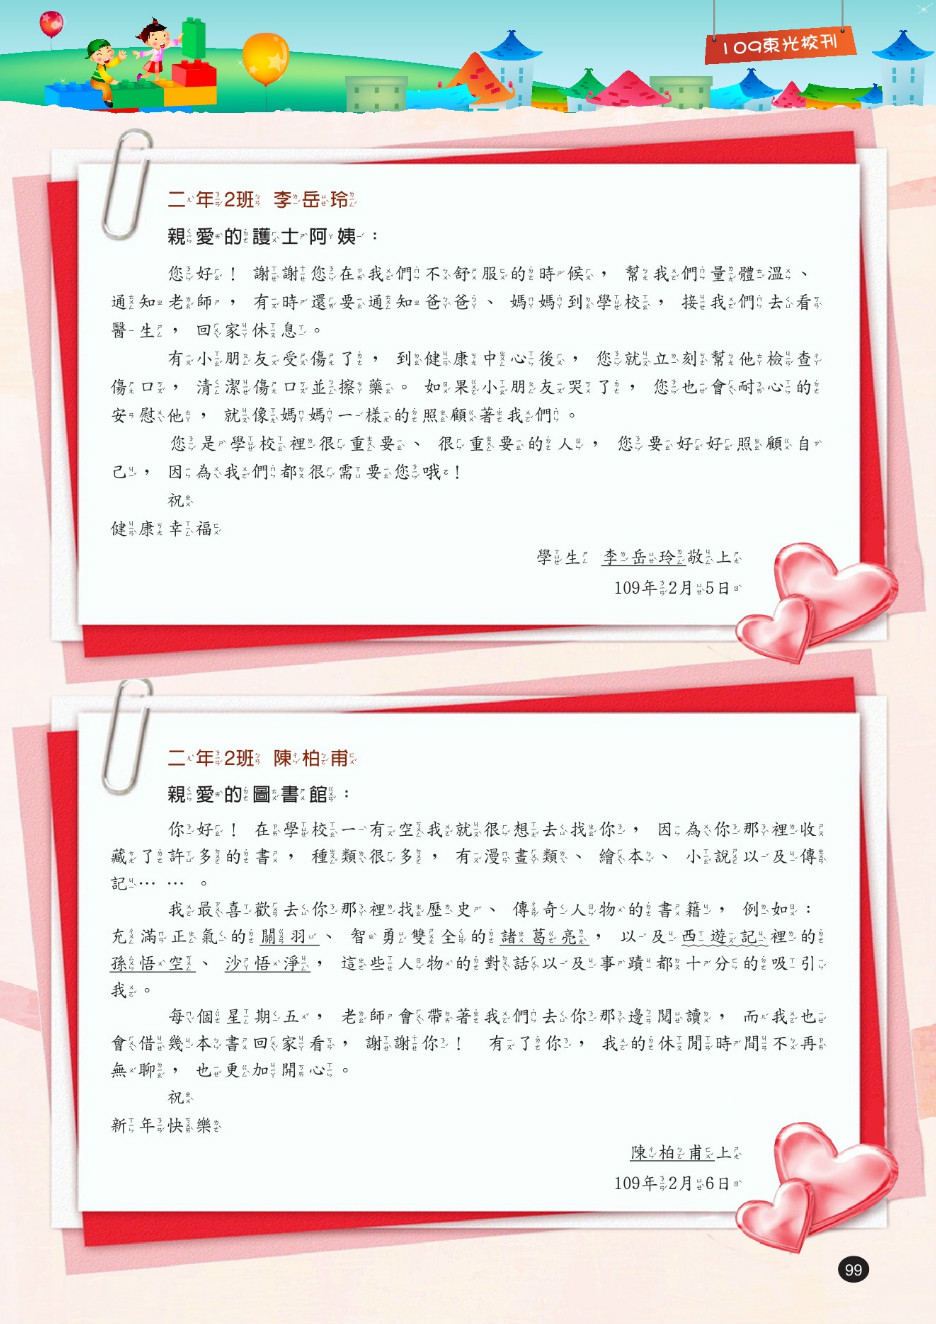 109東光校刊
二年2班 李岳玲
親愛的護士阿姨：
您好！謝謝您在我們不舒服的時候，幫我們量體溫、
通知老師，有時還要通知爸爸、媽媽到學校，接我們去看
醫生，回家休息。
有小朋友受傷了，到健康中心後，您就立刻幫他檢查
傷口，清潔傷口並擦藥。如果小朋友哭了，您也會耐心的
安慰他，就像媽媽一樣的照顧著我們。
您是學校裡很重要、很重要的人，您要好好照顧自
己，因為我們都很需要您哦！
祝
健康幸福
學生 李岳玲敬上
109年2月5日
二年2班 陳柏甫
親愛的圖書館：
你好！在學校一有空我就很想去找你，因為你那裡收
藏了許多的書，種類很多，有漫畫類、繪本、小說以及傳
記……。
我最喜歡去你那裡找歷史、傳奇人物的書籍，例如：
充滿正氣的關羽、智勇雙全的諸葛亮，以及西遊記裡的
孫悟空、沙悟淨，這些人物的對話以及事蹟都十分的吸引
我。
每個星期五，老師會帶著我們去你那邊閱讀，而我也
會借幾本書回家看，謝謝你！ 有了你，我的休閒時間不再
無聊，也更加開心。
祝
新年快樂
陳柏甫上
109年2月6日
99